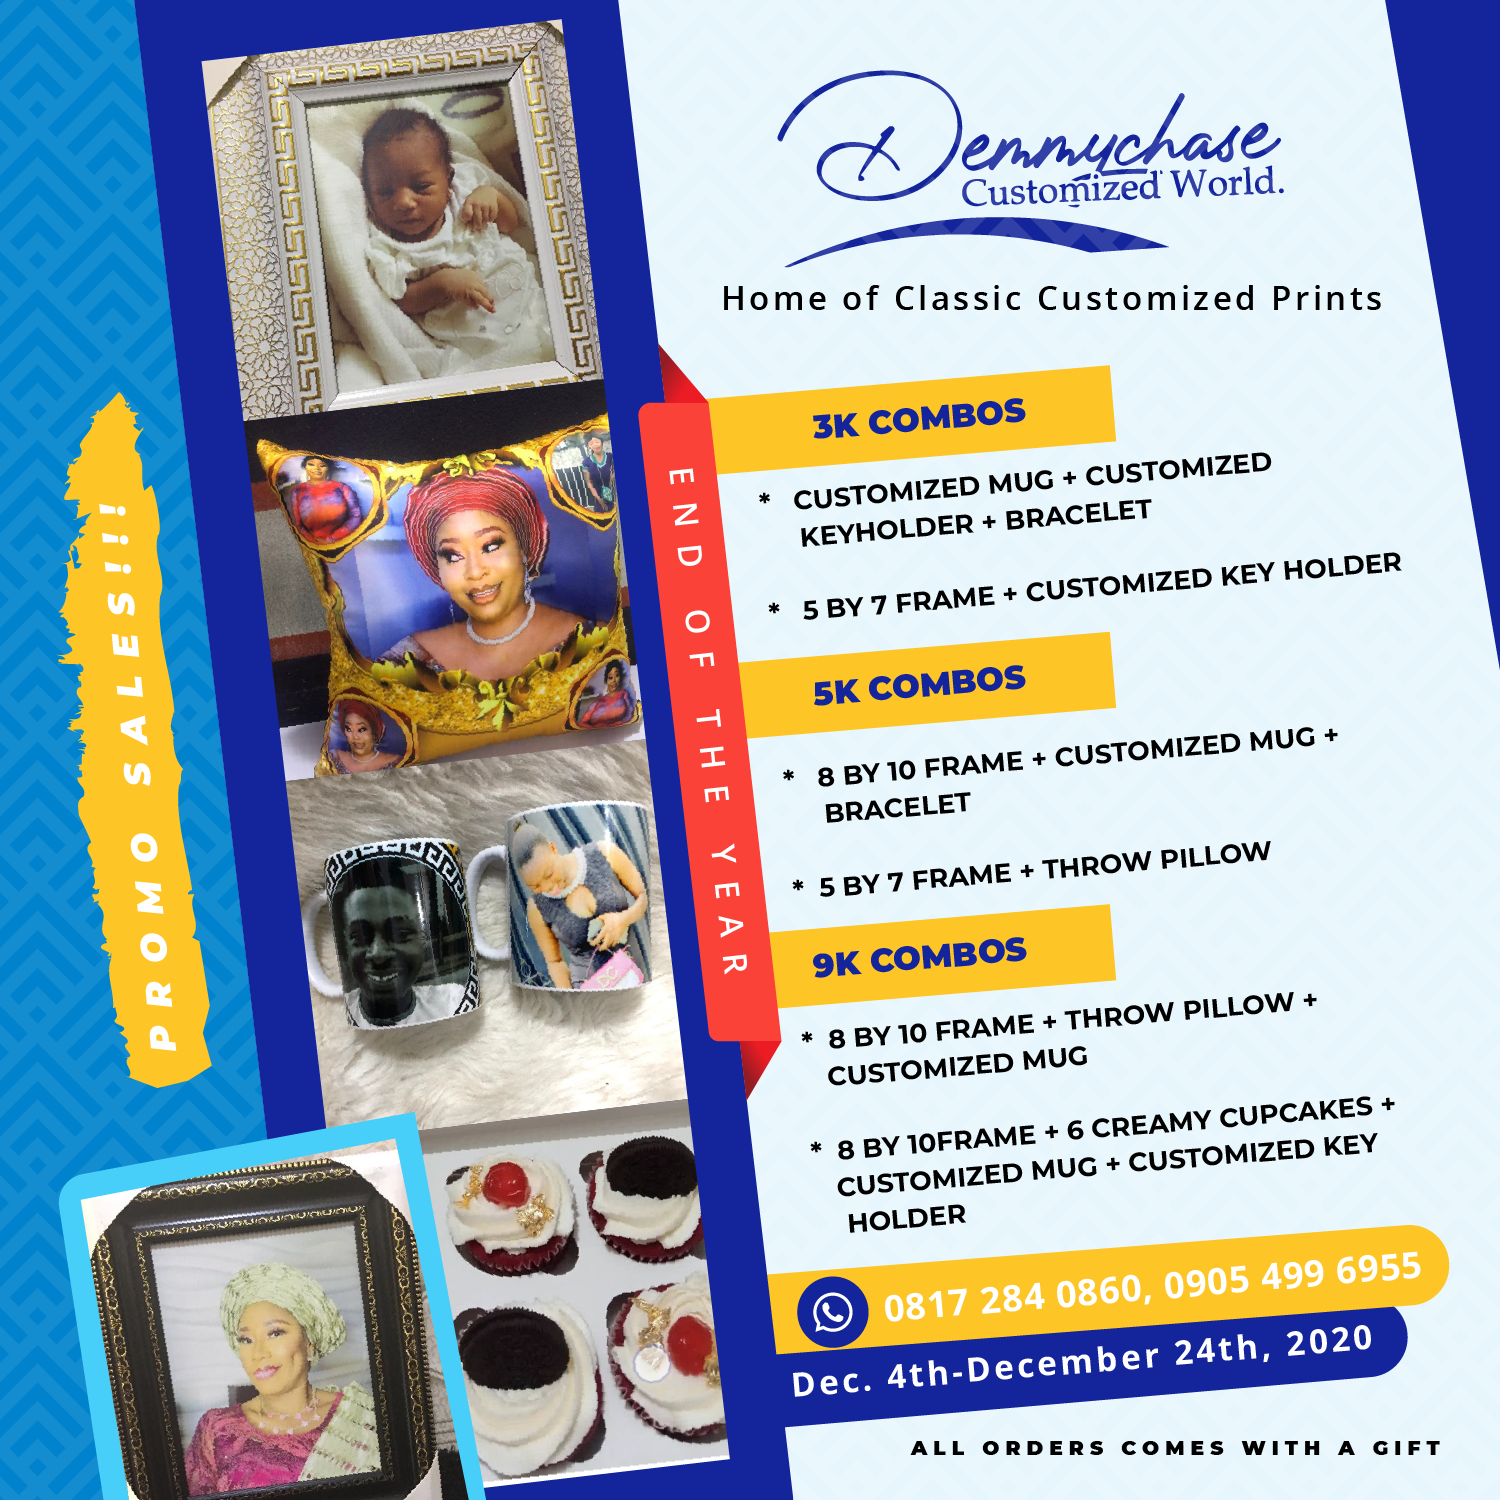 Demmychase
Customized World.
Home of Classic Customized Prints
PROMO SALES!!!
END OF THE YEAR
3K COMBOS
* CUSTOMIZED MUG + CUSTOMIZED
KEYHOLDER + BRACELET
* 5 BY 7 FRAME + CUSTOMIZED KEY HOLDER
5K COMBOS
* 8 BY 10 FRAME + CUSTOMIZED MUG +
BRACELET
* 5 BY 7 FRAME + THROW PILLOW
9K COMBOS
* 8 BY 10 FRAME + THROW PILLOW +
CUSTOMIZED MUG
* 8 BY 10FRAME + 6 CREAMY CUPCAKES +
CUSTOMIZED MUG + CUSTOMIZED KEY
HOLDER
0817 284 0860, 0905 499 6955
Dec. 4th-December 24th, 2020
ALL ORDERS COMES WITH A GIFT